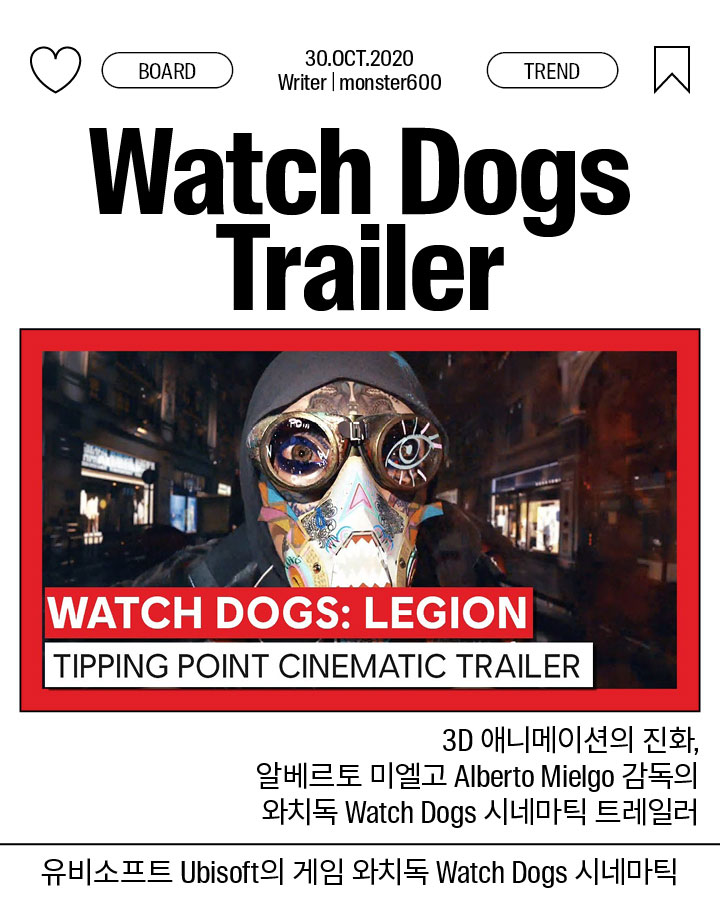 BOARD
30.OCT.2020
Writer | monster600
TREND
Watch Dogs
Trailer
WATCH DOGS: LEGION
TIPPING POINT CINEMATIC TRAILER
3D 애니메이션의 진화,
알베르토 미엘고 Alberto Mielgo 감독의
와치독 Watch Dogs 시네마틱 트레일러
유비소프트 Ubisoft의 게임 와치독 Watch Dogs 시네마틱